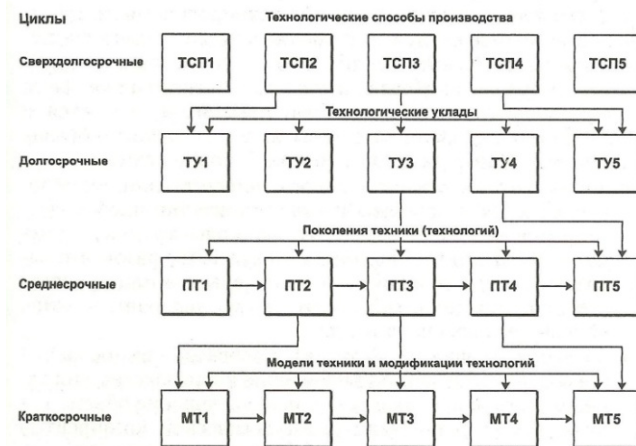 Циклы
Технологические способы производства
Сверхдолгосрочные ТСП1 ТСП2 ТСП3 ТСП4 ТСП5
Технологические уклады
Долгосрочные ТУ1 ТУ2 ТУ3 ТУ4 ТУ5
Поколения техники (технологий)
Среднесрочные ПТ1 ПТ2 ПТ3 ПТ4 ПТ5
Модели техники и модификации технологий
Краткосрочные МТ1 МТ2 МТ3 МТ4 МТ5